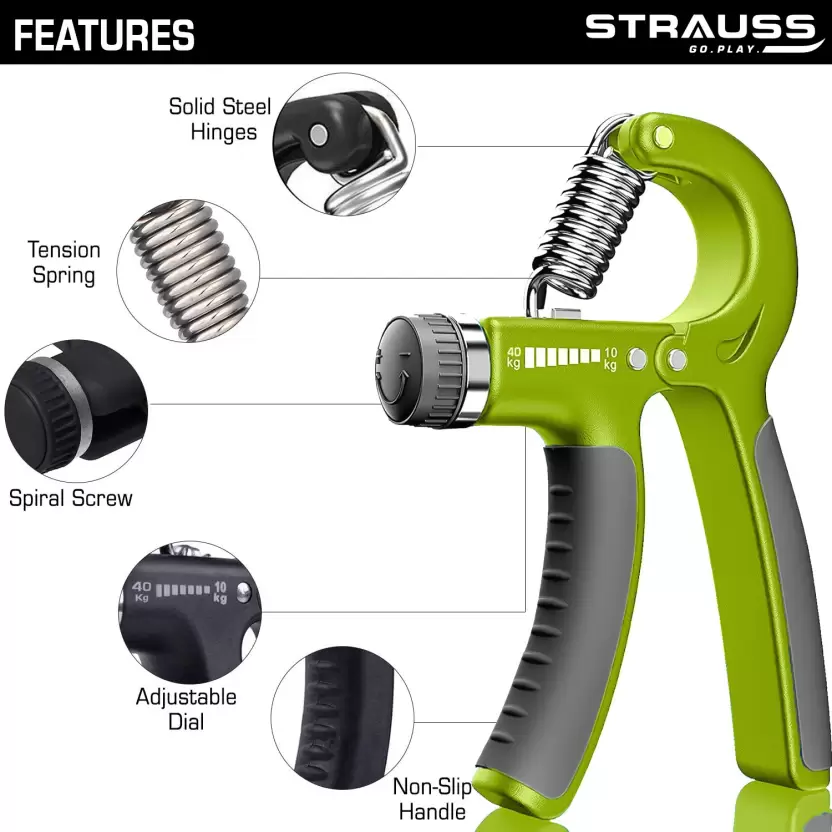 FEATURES
STRAUSS
GO.PLAY.
Solid Steel
Hinges
Tension
Spring
40
kg
10
kg
Spiral Screw
40
Kg
10
kg
Adjustable
Dial
Non-Slip
Handle